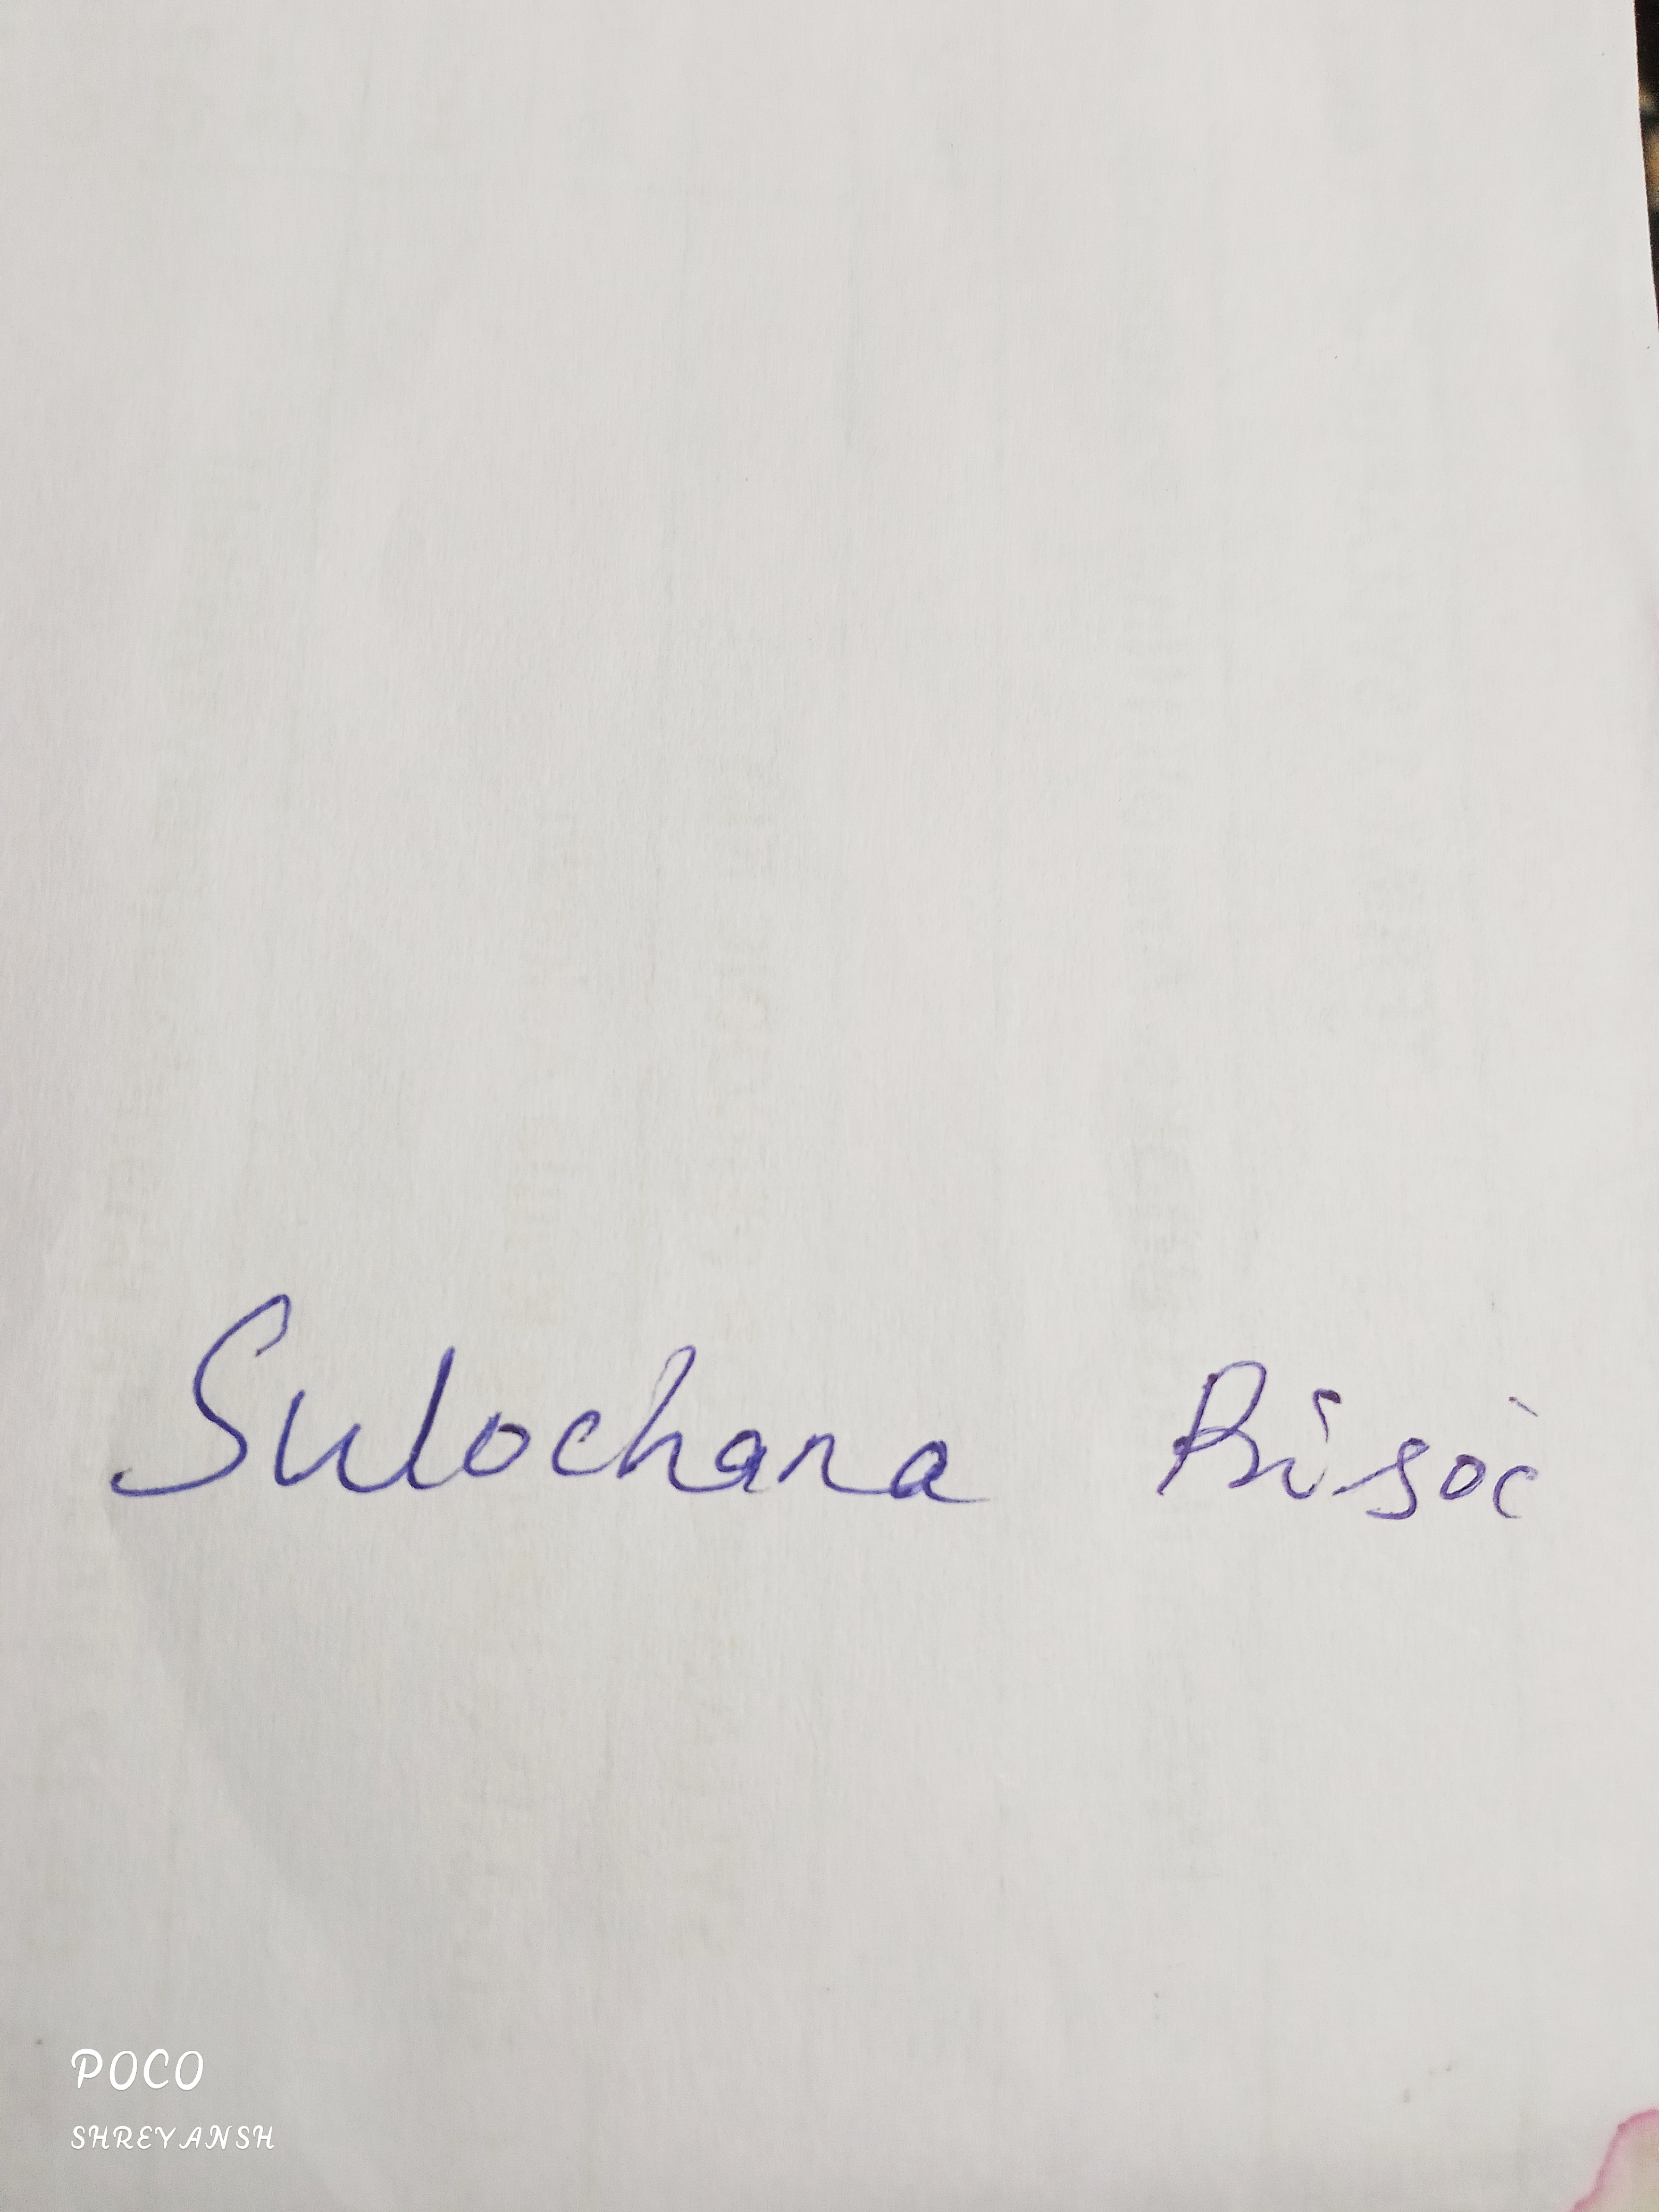 Sulochana Bisoi
POCO
SHREYANSH